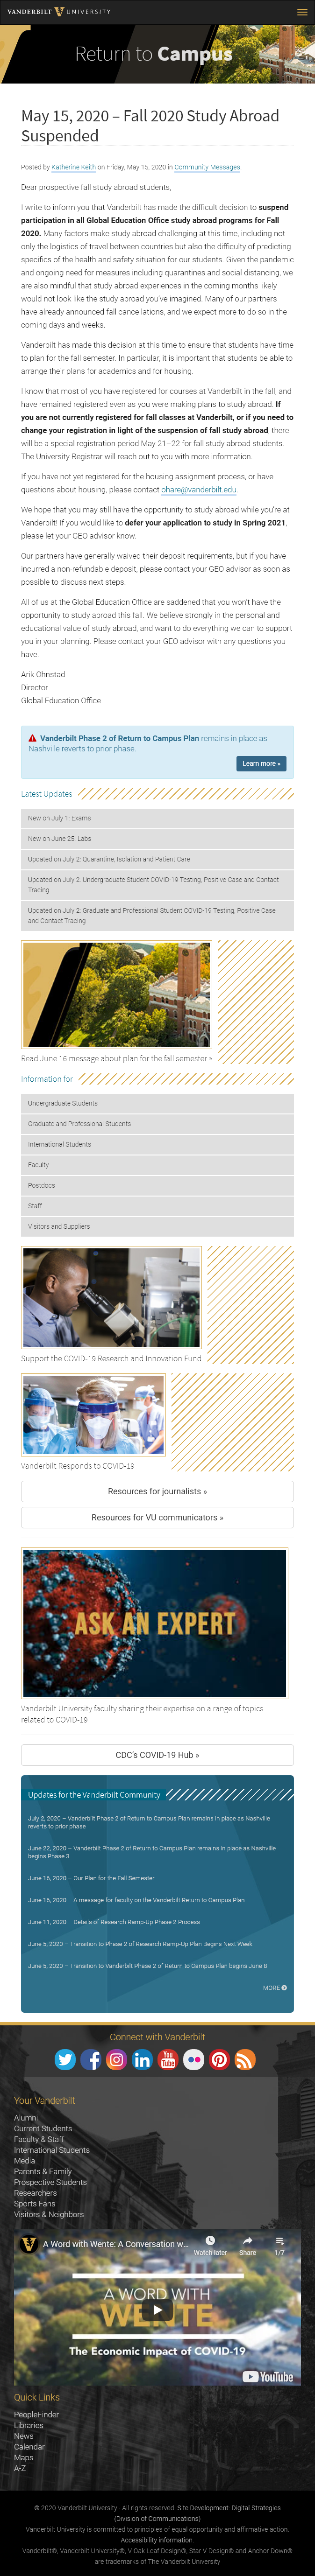 VANDERBILT V UNIVERSITY
Return to Campus
May 15, 2020 – Fall 2020 Study Abroad
Suspended
Posted by Katherine Keith on Friday, May 15, 2020 in Community Messages.
Dear prospective fall study abroad students,
I write to inform you that Vanderbilt has made the difficult decision to suspend
participation in all Global Education Office study abroad programs for Fall
2020. Many factors make study abroad challenging at this time, including not
only the logistics of travel between countries but also the difficulty of predicting
specifics of the health and safety situation for our students. Given the pandemic
an ongoing need for measures including quarantines and social distancing, we
are mindful that study abroad experiences in the coming months likely
would not look like the study abroad you've imagined. Many of our partners
have already announced fall cancellations, and we expect more to do so in the
coming days and weeks.
Vanderbilt has made this decision at this time to ensure that students have time
to plan for the fall semester. In particular, it is important that students be able to
arrange their plans for academics and for housing.
I know that most of you have registered for courses at Vanderbilt in the fall, and
have remained registered even as you were making plans to study abroad. If
you are not currently registered for fall classes at Vanderbilt, or if you need to
change your registration in light of the suspension of fall study abroad, there
will be a special registration period May 21–22 for fall study abroad students.
The University Registrar will reach out to you with more information.
If you have not yet registered for the housing assignment process, or have
questions about housing, please contact ohare@vanderbilt.edu.
We hope that you may still have the opportunity to study abroad while you're at
Vanderbilt! If you would like to defer your application to study in Spring 2021,
please let your GEO advisor know.
Our partners have generally waived their deposit requirements, but if you have
incurred a non-refundable deposit, please contact your GEO advisor as soon as
possible to discuss next steps.
All of us at the Global Education Office are saddened that you won't have the
opportunity to study abroad this fall. We believe strongly in the personal and
educational value of study abroad, and want to do everything we can to support
you in your planning. Please contact your GEO advisor with any questions you
have.
Arik Ohnstad
Director
Global Education Office
Vanderbilt Phase 2 of Return to Campus Plan remains in place as
Nashville reverts to prior phase.
Learn more »
Latest Updates
New on July 1: Exams
New on June 25: Labs
Updated on July 2: Quarantine, Isolation and Patient Care
Updated on July 2: Undergraduate Student COVID-19 Testing, Positive Case and Contact
Tracing
Updated on July 2: Graduate and Professional Student COVID-19 Testing, Positive Case
and Contact Tracing
Read June 16 message about plan for the fall semester »
Information for
Undergraduate Students
Graduate and Professional Students
International Students
Faculty
Postdocs
Staff
Visitors and Suppliers
Support the COVID-19 Research and Innovation Fund
Vanderbilt Responds to COVID-19
Resources for journalists »
Resources for VU communicators »
ASK AN EXPERT
Vanderbilt University faculty sharing their expertise on a range of topics
related to COVID-19
CDC's COVID-19 Hub »
Updates for the Vanderbilt Community
July 2, 2020 – Vanderbilt Phase 2 of Return to Campus Plan remains in place as Nashville
reverts to prior phase
June 22, 2020 – Vanderbilt Phase 2 of Return to Campus Plan remains in place as Nashville
begins Phase 3
June 16, 2020 – Our Plan for the Fall Semester
June 16, 2020 – A message for faculty on the Vanderbilt Return to Campus Plan
June 11, 2020 – Details of Research Ramp-Up Phase 2 Process
June 5, 2020 – Transition to Phase 2 of Research Ramp-Up Plan Begins Next Week
June 5, 2020 – Transition to Vanderbilt Phase 2 of Return to Campus Plan begins June 8
MORE
Connect with Vanderbilt
You
Tube
Your Vanderbilt
Alumni
Current Students
Faculty & Staff
International Students
Media
Parents & Family
Prospective Students
Researchers
Sports Fans
Visitors & Neighbors
A Word with Wente: A Conversation w...
Watch later
Share
1/7
A WORD WITH
WENTE
The Economic Impact of COVID-19
YouTube
Quick Links
PeopleFinder
Libraries
News
Calendar
Maps
A-Z
© 2020 Vanderbilt University · All rights reserved. Site Development: Digital Strategies
(Division of Communications)
Vanderbilt University is committed to principles of equal opportunity and affirmative action.
Accessibility information.
Vanderbilt®, Vanderbilt University®, V Oak Leaf Design®, Star V Design® and Anchor Down®
are trademarks of The Vanderbilt University